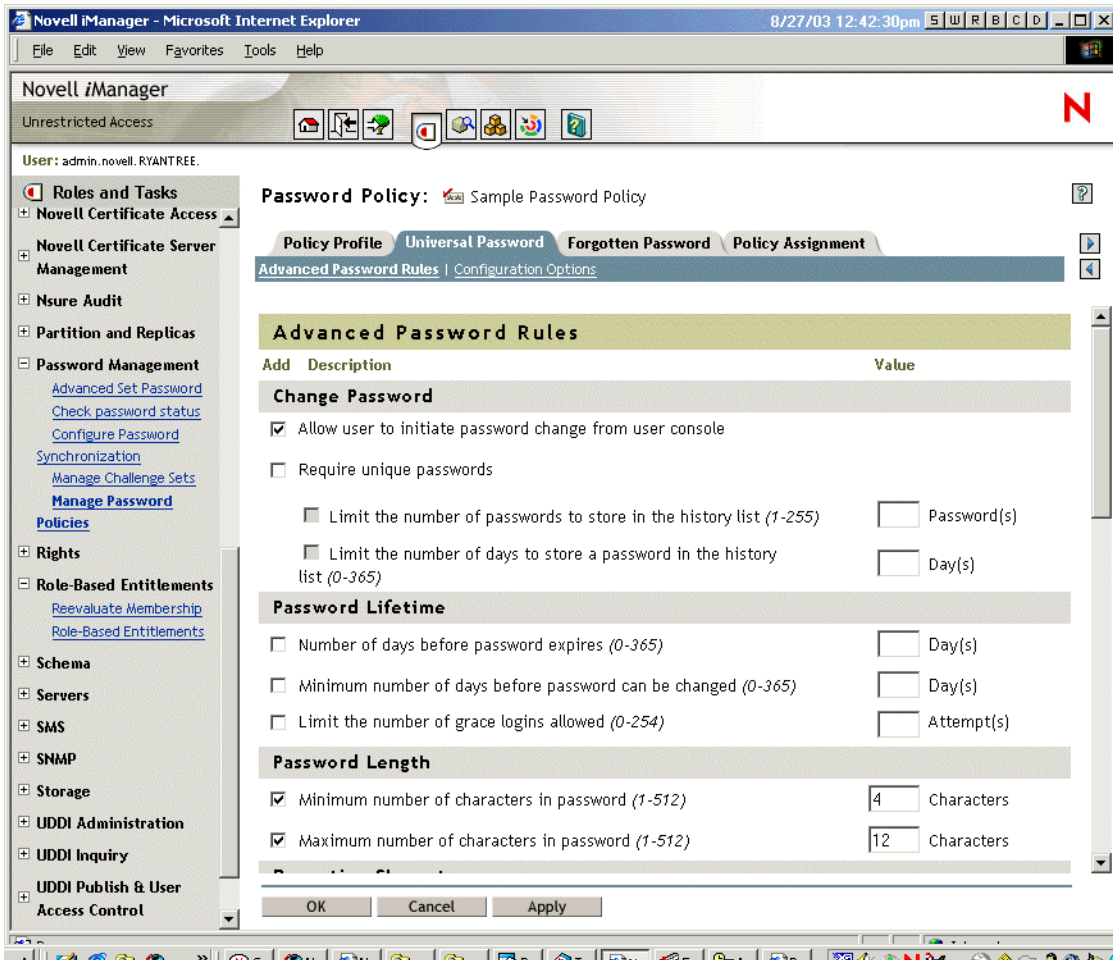 Novell iManager - Microsoft Internet Explorer
8/27/03 12:42:30pm S W R B C D
File Edit View Favorites Tools Help
Novell iManager
Unrestricted Access
N
User: admin.novell.RYANTREE.
Roles and Tasks
Novell Certificate Access
Novell Certificate Server
Management
Nsure Audit
Partition and Replicas
Password Management
Advanced Set Password
Check password status
Configure Password
Synchronization
Manage Challenge Sets
Manage Password
Policies
Rights
Role-Based Entitlements
Reevaluate Membership
Role-Based Entitlements
Schema
Servers
SMS
SNMP
Storage
UDDI Administration
UDDI Inquiry
UDDI Publish & User
Access Control
Password Policy: Sample Password Policy
Policy Profile Universal Password Forgotten Password Policy Assignment
Advanced Password Rules | Configuration Options
Advanced Password Rules
Add Description Value
Change Password
Allow user to initiate password change from user console
Require unique passwords
Limit the number of passwords to store in the history list (1-255) Password(s)
Limit the number of days to store a password in the history
list (0-365) Day(s)
Password Lifetime
Number of days before password expires (0-365) Day(s)
Minimum number of days before password can be changed (0-365) Day(s)
Limit the number of grace logins allowed (0-254) Attempt(s)
Password Length
Minimum number of characters in password (1-512) 4 Characters
Maximum number of characters in password (1-512) 12 Characters
OK Cancel Apply